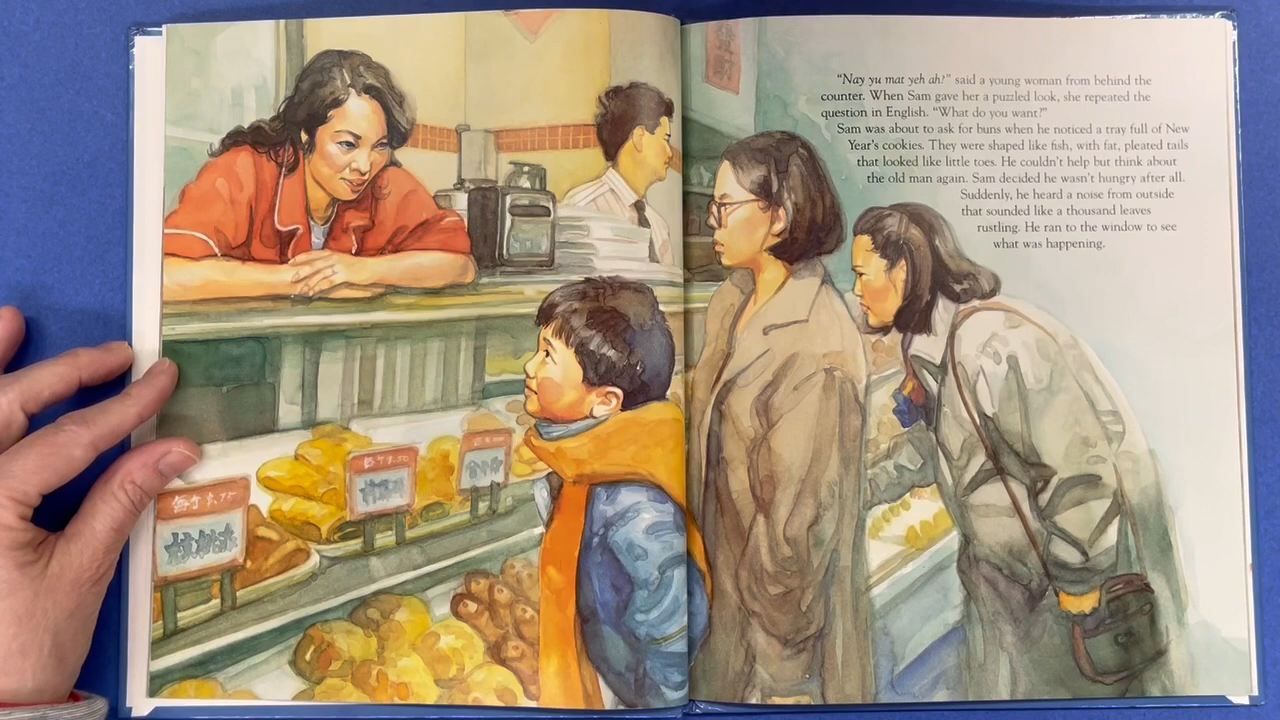 “Nay yu mat yeh ah?” said a young woman from behind the
counter. When Sam gave her a puzzled look, she repeated the
question in English. “What do you want?”
Sam was about to ask for buns when he noticed a tray full of New
Year’s cookies. They were shaped like fish, with fat, pleated tails
that looked like little toes. He couldn’t help but think about
the old man again. Sam decided he wasn’t hungry after all.
Suddenly, he heard a noise from outside
that sounded like a thousand leaves
rustling. He ran to the window to see
what was happening.